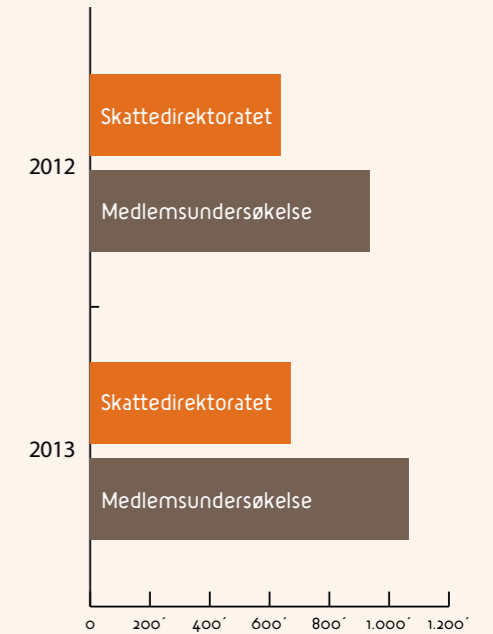 Skattedirektoratet
2012
Medlemsundersøkelse
Skattedirektoratet
2013
Medlemsundersøkelse
0 200´ 400´ 600´ 800´ 1.000´ 1.200´